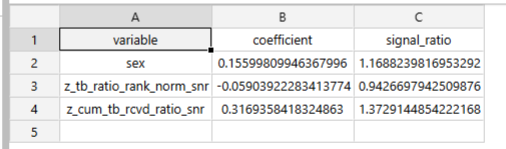 A B C
1 variable coefficient signal_ratio
2 sex 0.15599809946367996 1.1688239816953292
3 z_tb_ratio_rank_norm_snr -0.05903922283413774 0.9426697942509876
4 z_cum_tb_rcvd_ratio_snr 0.3169358418324863 1.3729144854222168
5